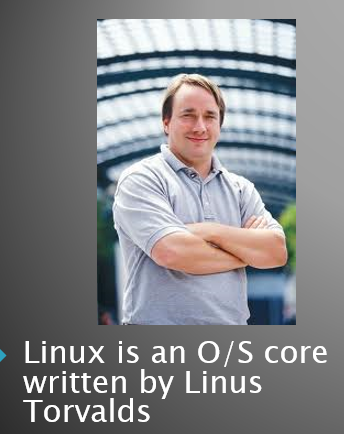 Linux is an O/S core
written by Linus
Torvalds